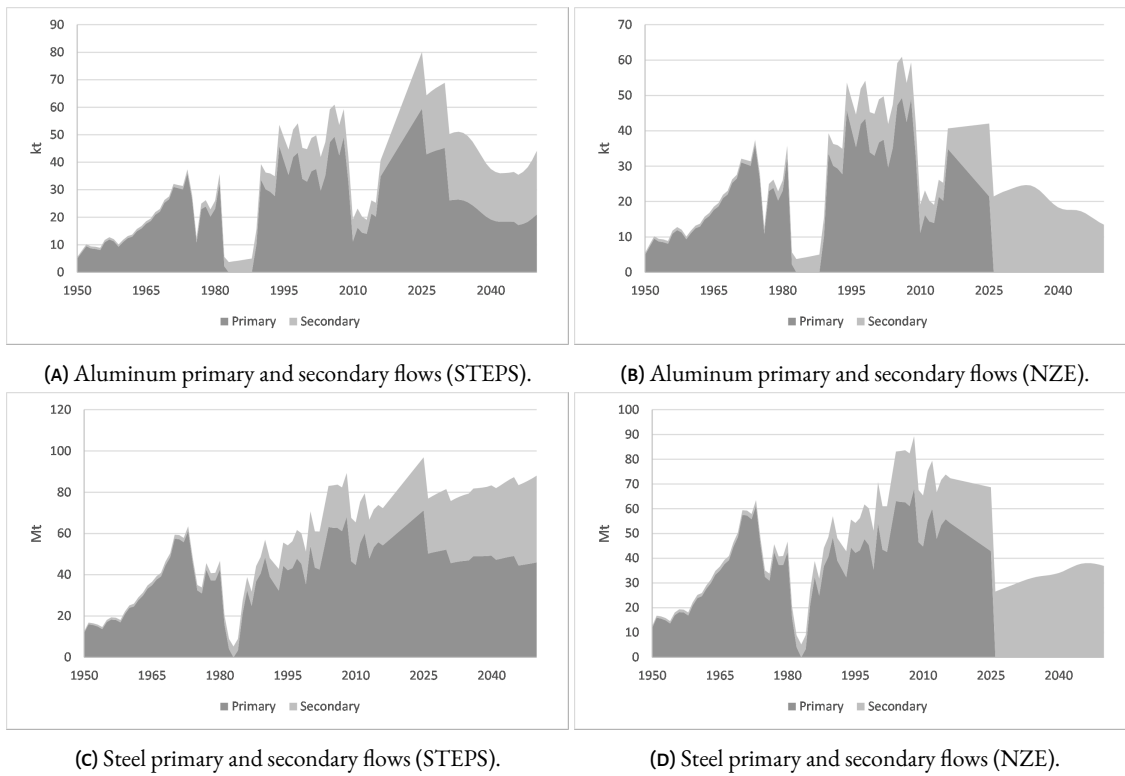 90
80
70
60
50
40
30
20
10
0
kt
1950 1965 1980 1995 2010 2025 2040
Primary Secondary
(A) Aluminum primary and secondary flows (STEPS).
70
60
50
40
30
20
10
0
kt
1950 1965 1980 1995 2010 2025 2040
Primary Secondary
(B) Aluminum primary and secondary flows (NZE).
120
100
80
60
40
20
0
Mt
1950 1965 1980 1995 2010 2025 2040
Primary Secondary
(C) Steel primary and secondary flows (STEPS).
100
90
80
70
60
50
40
30
20
10
0
Mt
1950 1965 1980 1995 2010 2025 2040
Primary Secondary
(D) Steel primary and secondary flows (NZE).